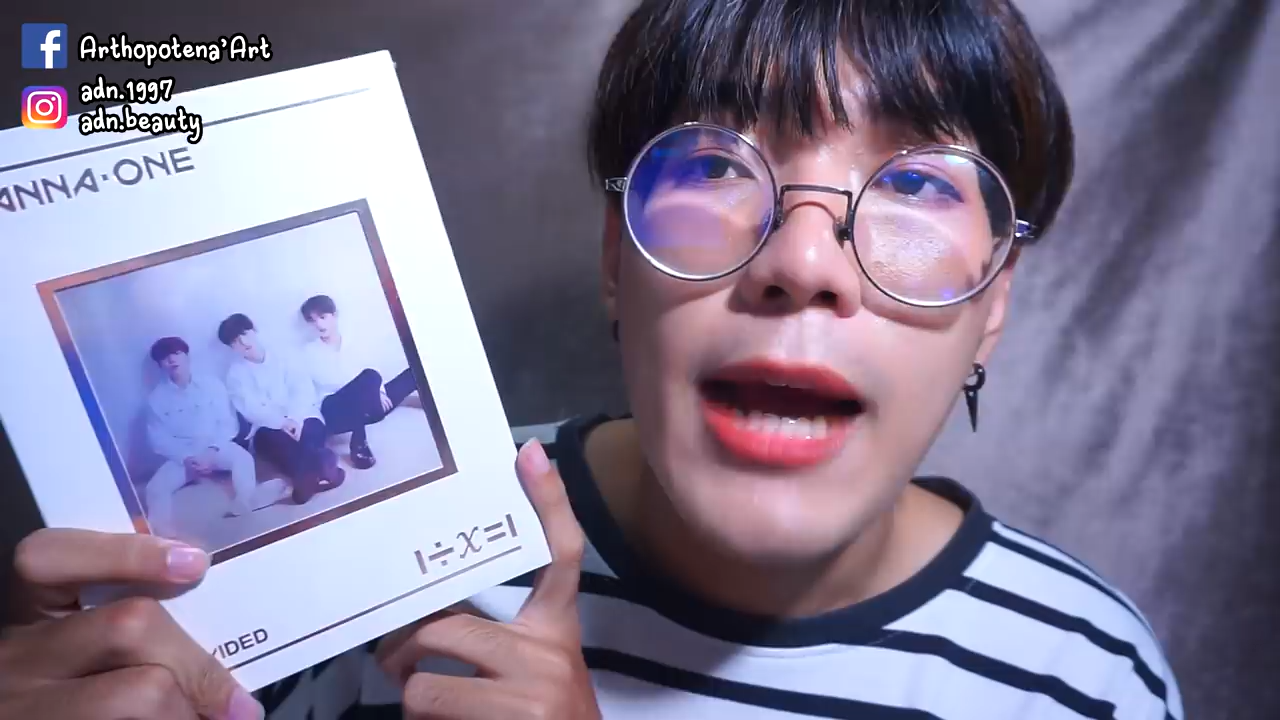 Arthopotena'Art
adn.1997
adn.beauty
ANNA·ONE
1÷x=1
VIDED